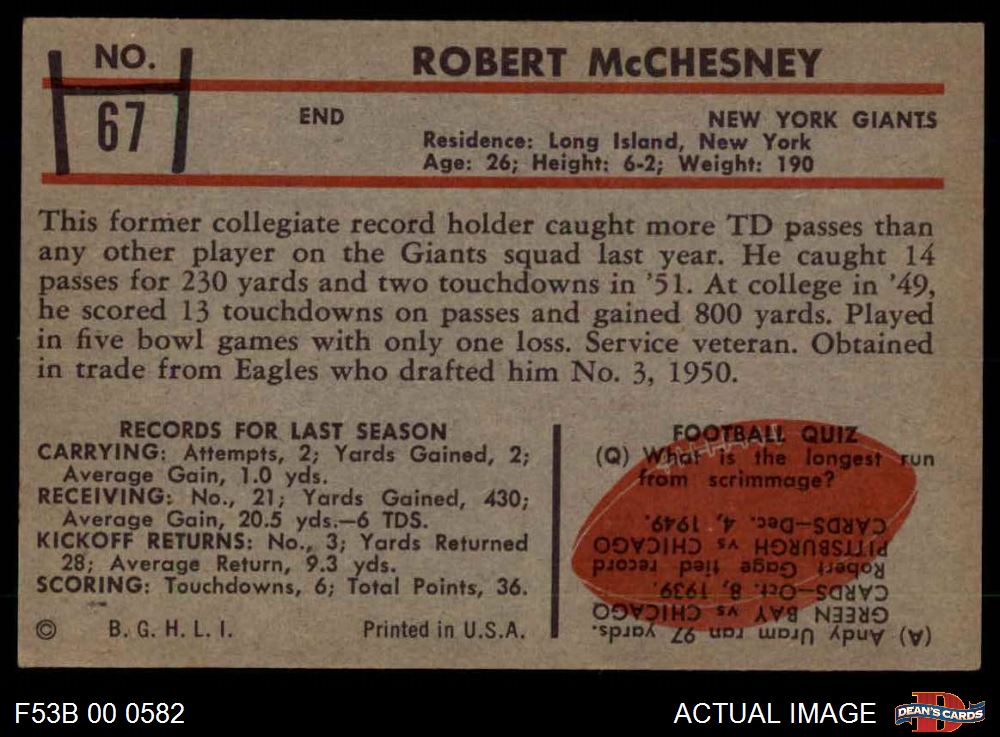 NO.
67
ROBERT McCHESNEY
END
NEW YORK GIANTS
Residence: Long Island, New York
Age: 26; Height: 6-2; Weight: 190
This former collegiate record holder caught more TD passes than
any other player on the Giants squad last year. He caught 14
passes for 230 yards and two touchdowns in '51. At college in '49,
he scored 13 touchdowns on passes and gained 800 yards. Played
in five bowl games with only one loss. Service veteran. Obtained
in trade from Eagles who drafted him No. 3, 1950.
RECORDS FOR LAST SEASON
CARRYING: Attempts, 2; Yards Gained, 2;
Average Gain, 1.0 yds.
RECEIVING: No., 21; Yards Gained, 430;
Average Gain, 20.5 yds.—6 TDS.
KICKOFF RETURNS: No., 3; Yards Returned
28; Average Return, 9.3 yds.
SCORING: Touchdowns, 6; Total Points, 36.
© B. G. H. L. I. Printed in U.S.A.
FOOTBALL QUIZ
(Q) What is the longest run
from scrimmage?
(A) Andy Uram ran 97 yards.
GREEN BAY vs CHICAGO
CARDS—Oct. 8, 1939.
Robert Gage tied record
PITTSBURGH vs CHICAGO
CARDS—Dec. 4, 1949.
F53B 00 0582
ACTUAL IMAGE
D
DEAN'S CARDS